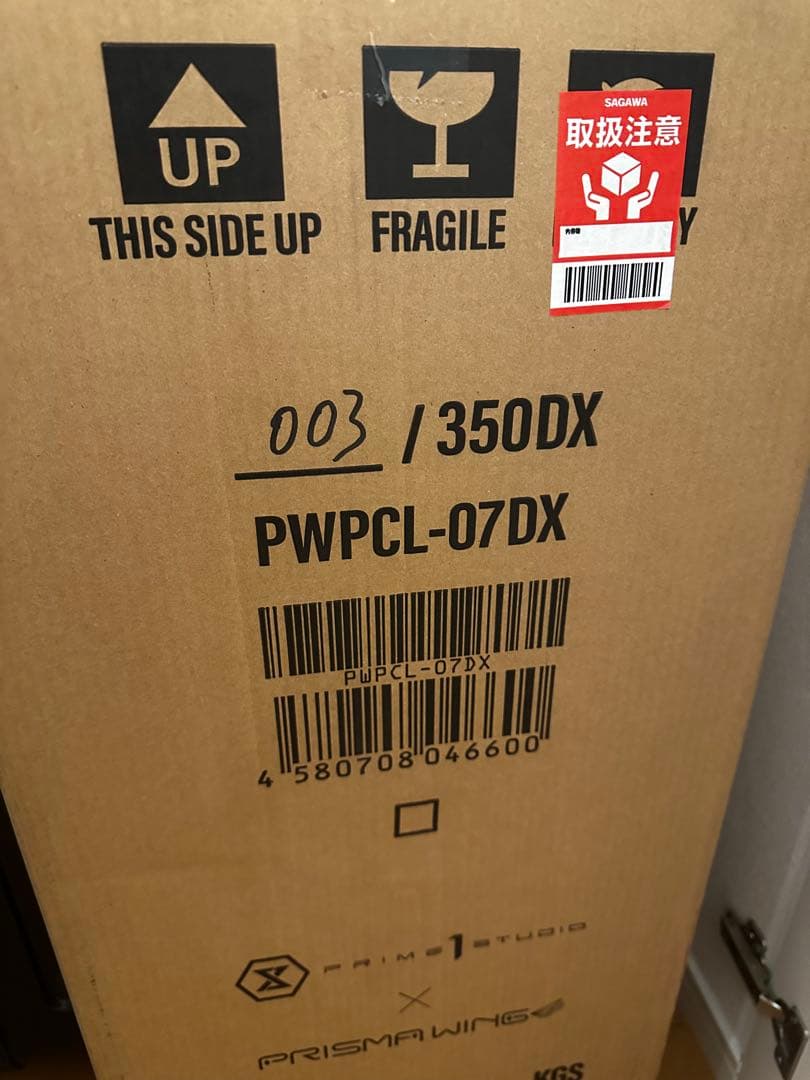 UP
THIS SIDE UP
FRAGILE
SAGAWA
取扱注意
Y
003 / 350DX
PWPCL-07DX
PWPCL-07DX
4 580708 046600
PRIME 1 STUDIO
×
PRISMA WING
KGS